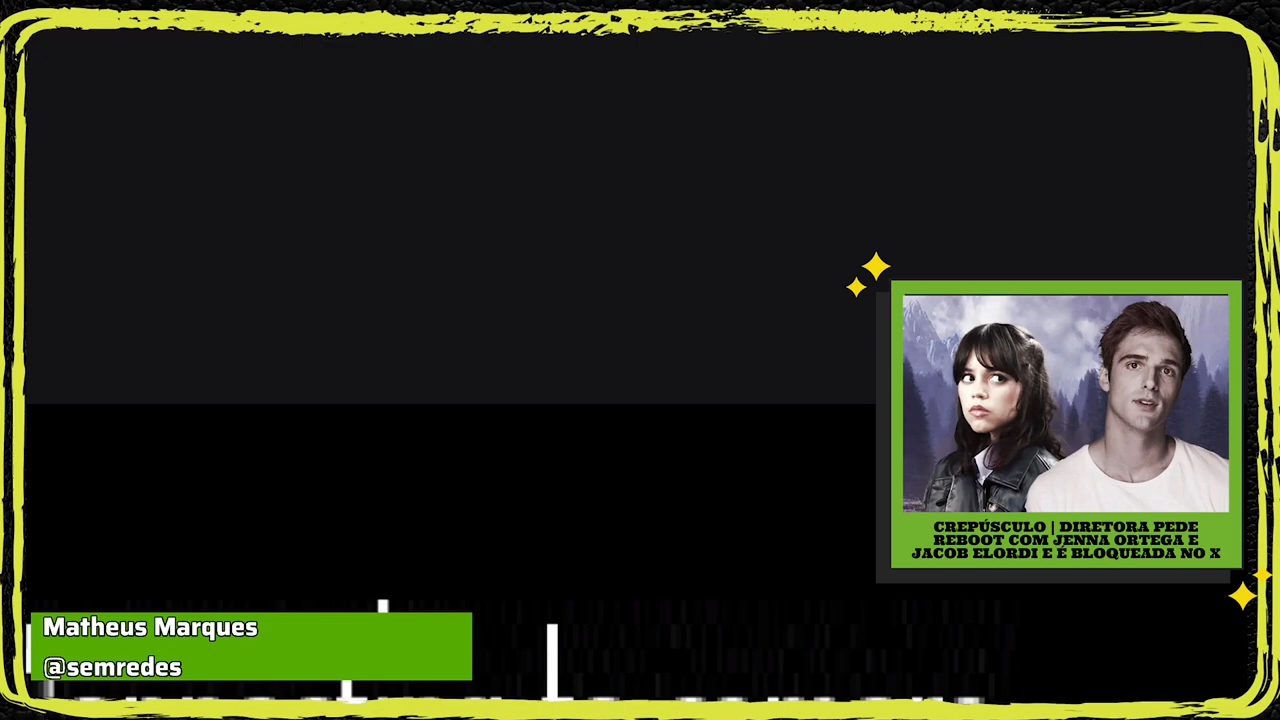 CREPÚSCULO | DIRETORA PEDE
REBOOT COM JENNA ORTEGA E
JACOB ELORDI E É BLOQUEADA NO X
Matheus Marques
@semredes